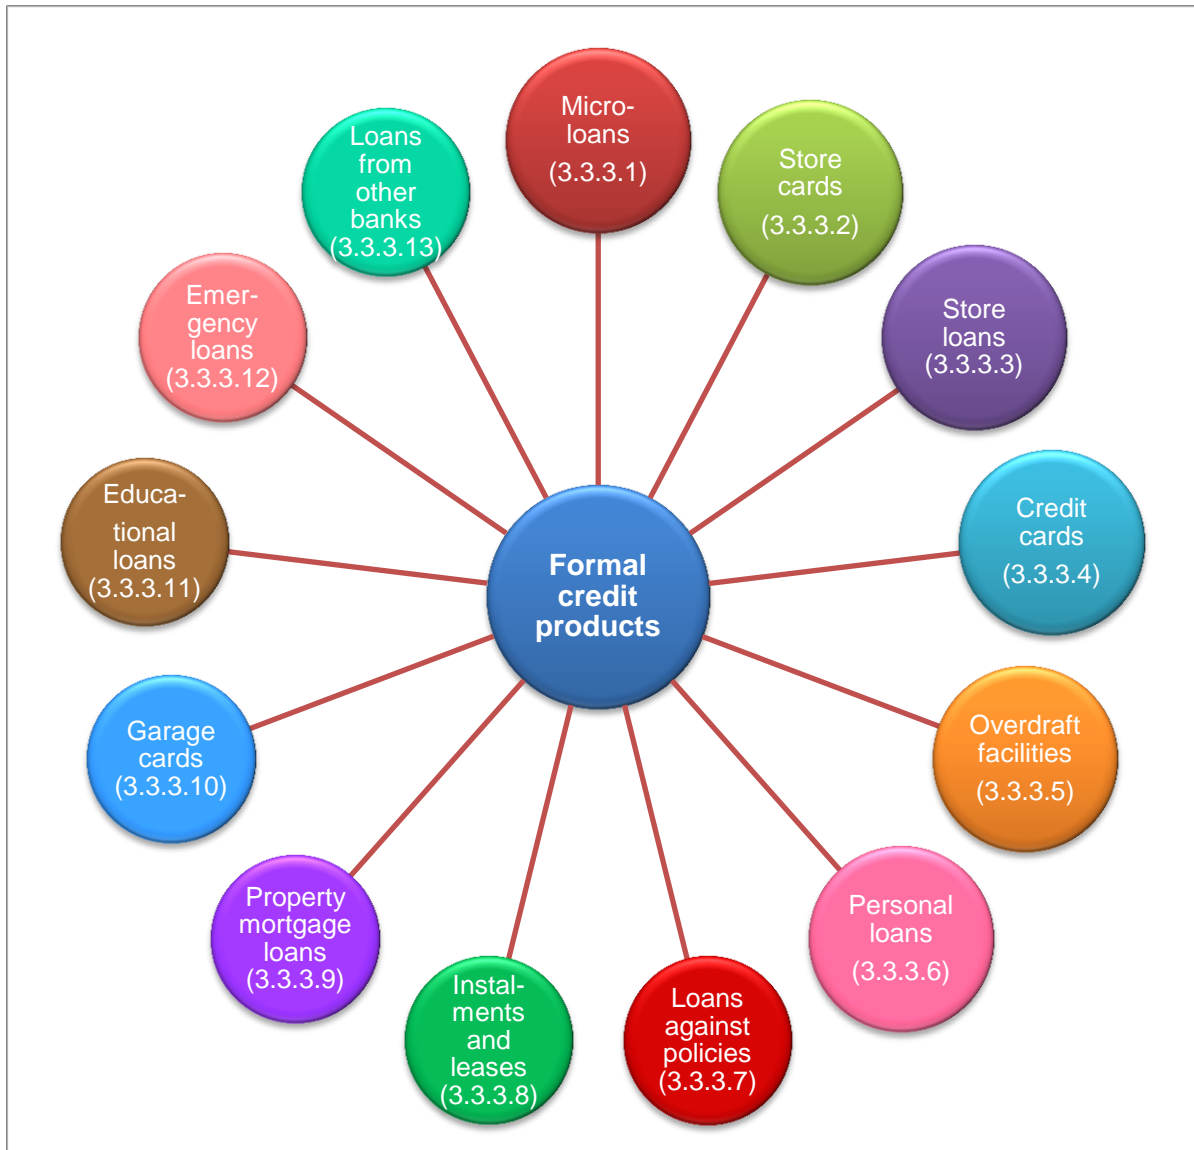 Micro-
loans
(3.3.3.1)
Store
cards
(3.3.3.2)
Store
loans
(3.3.3.3)
Credit
cards
(3.3.3.4)
Overdraft
facilities
(3.3.3.5)
Personal
loans
(3.3.3.6)
Loans
against
policies
(3.3.3.7)
Instal-
ments
and
leases
(3.3.3.8)
Property
mortgage
loans
(3.3.3.9)
Garage
cards
(3.3.3.10)
Educa-
tional
loans
(3.3.3.11)
Emer-
gency
loans
(3.3.3.12)
Loans
from
other
banks
(3.3.3.13)
Formal
credit
products